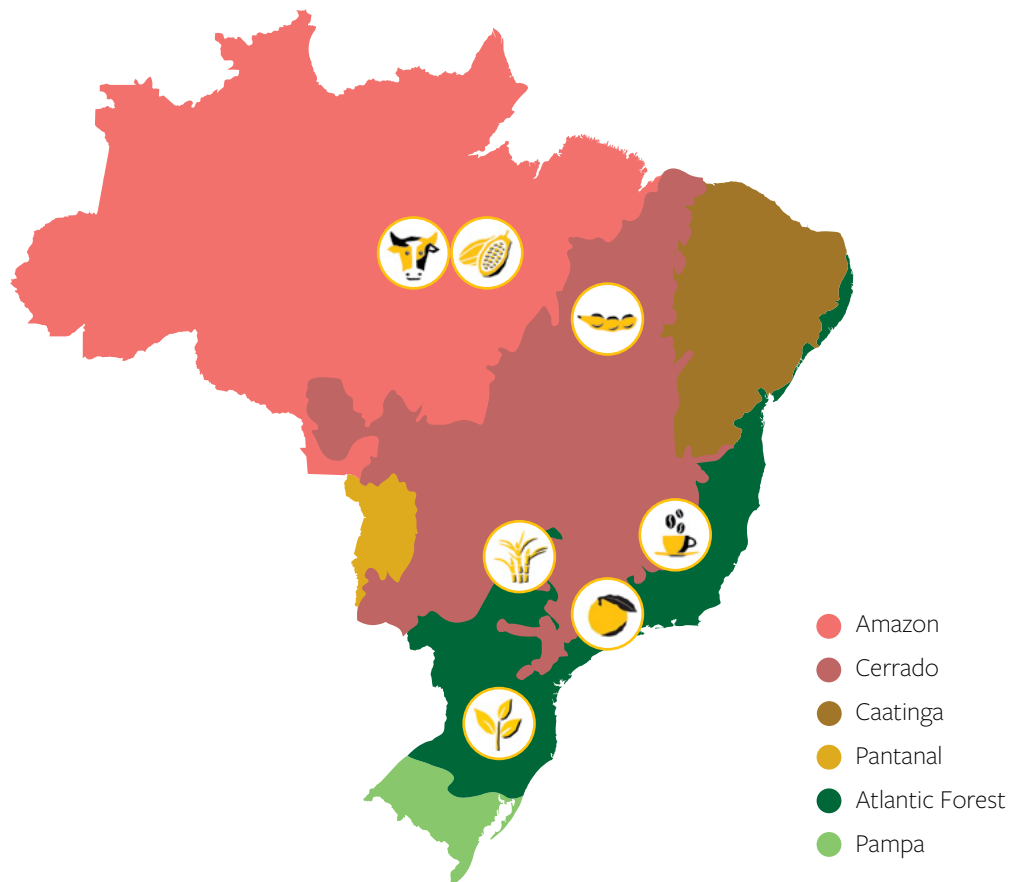 Amazon
Cerrado
Caatinga
Pantanal
Atlantic Forest
Pampa